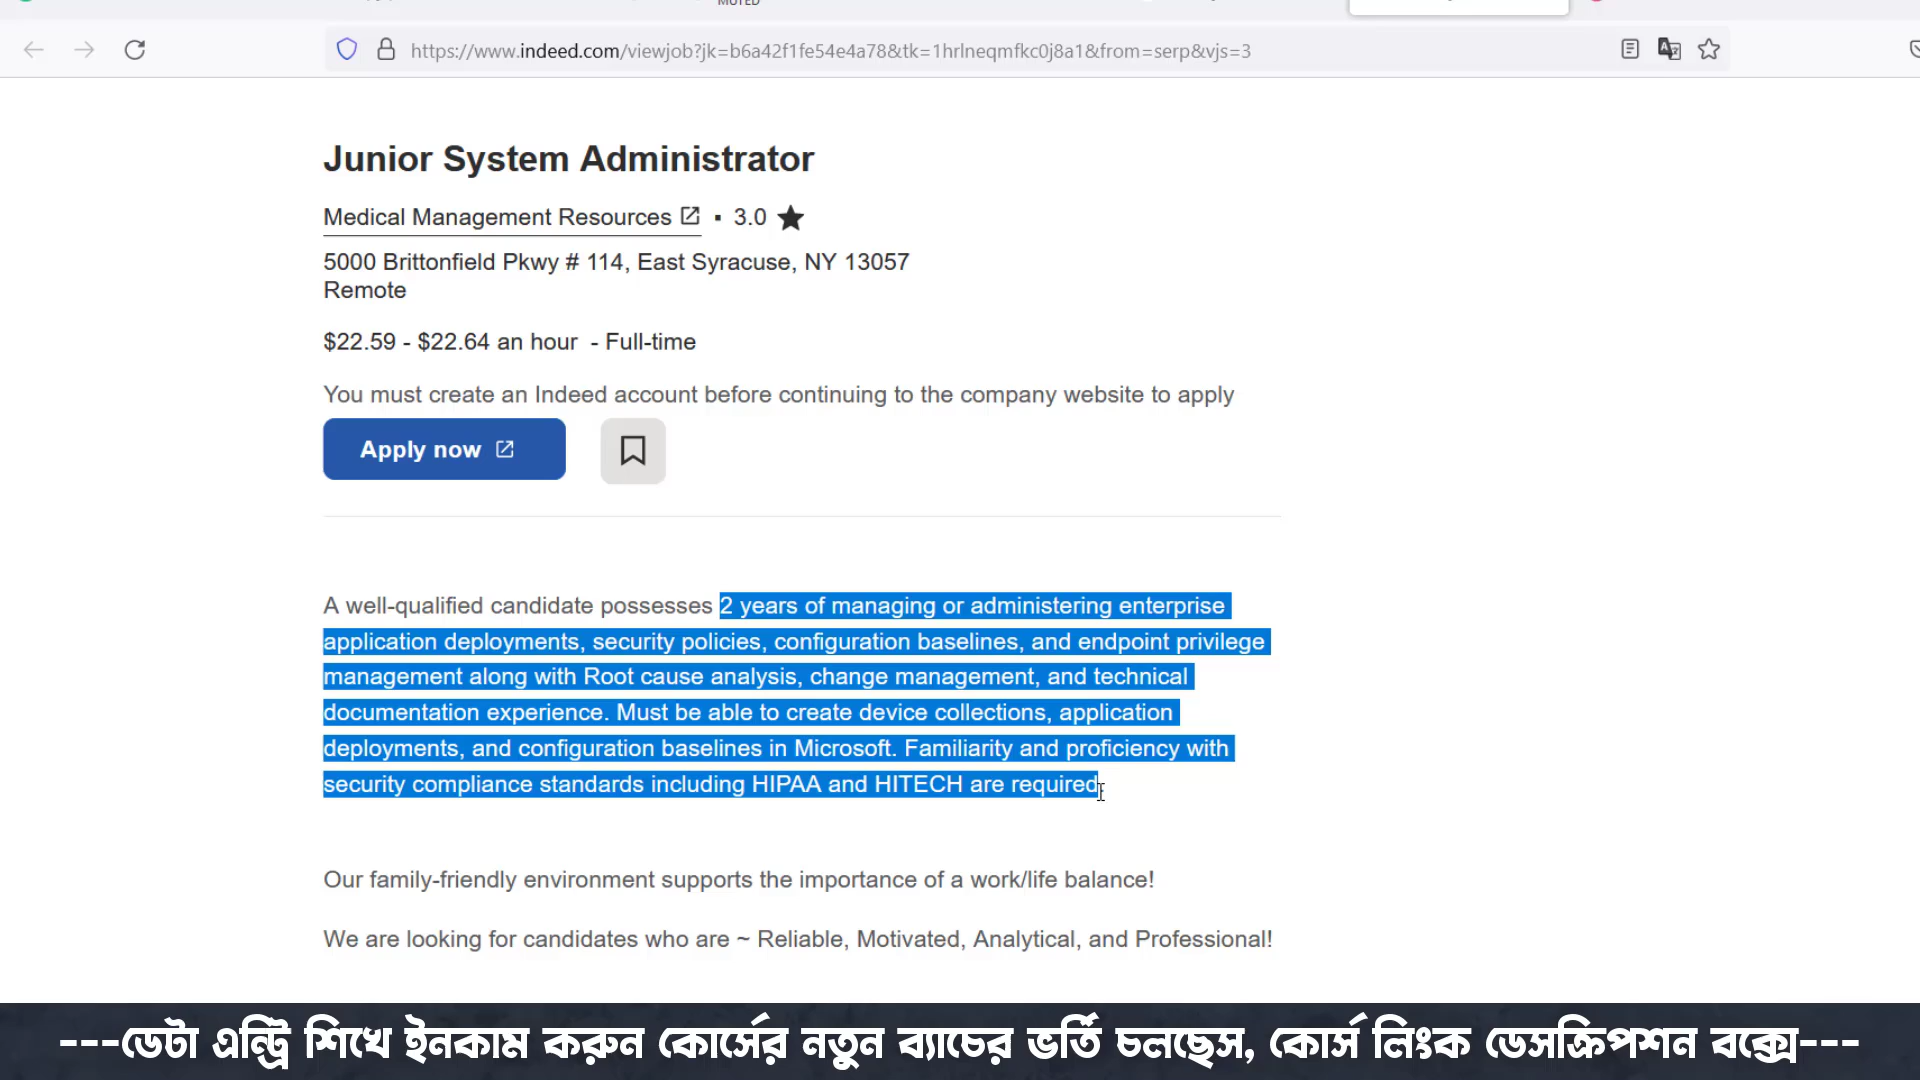 MUTED
https://www.indeed.com/viewjob?jk=b6a42f1fe54e4a78&tk=1hrlneqmfkc0j8a1&from=serp&vjs=3
Junior System Administrator
Medical Management Resources ▪ 3.0 ★
5000 Brittonfield Pkwy # 114, East Syracuse, NY 13057
Remote
$22.59 - $22.64 an hour - Full-time
You must create an Indeed account before continuing to the company website to apply
Apply now
A well-qualified candidate possesses 2 years of managing or administering enterprise
application deployments, security policies, configuration baselines, and endpoint privilege
management along with Root cause analysis, change management, and technical
documentation experience. Must be able to create device collections, application
deployments, and configuration baselines in Microsoft. Familiarity and proficiency with
security compliance standards including HIPAA and HITECH are required
Our family-friendly environment supports the importance of a work/life balance!
We are looking for candidates who are ~ Reliable, Motivated, Analytical, and Professional!
---ডেটা এন্ট্রি শিখে ইনকাম করুন কোর্সের নতুন ব্যাচের ভর্তি চলছেস, কোর্স লিংক ডেসক্রিপশন বক্সে---